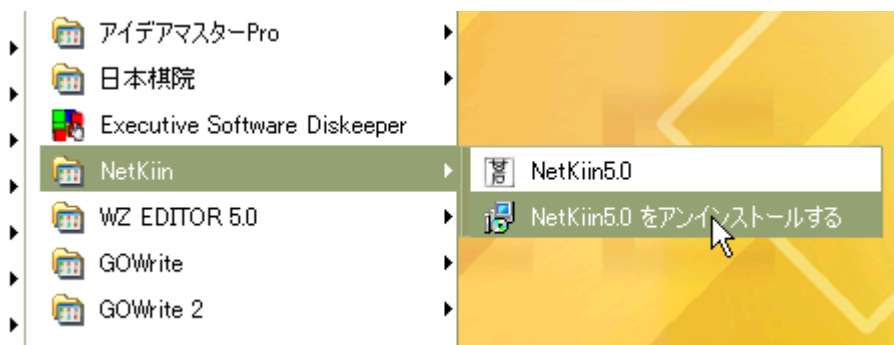 アイデアマスターPro
日本棋院
Executive Software Diskeeper
NetKiin
NetKiin5.0
WZ EDITOR 5.0
NetKiin5.0 をアンインストールする
GOWrite
GOWrite 2